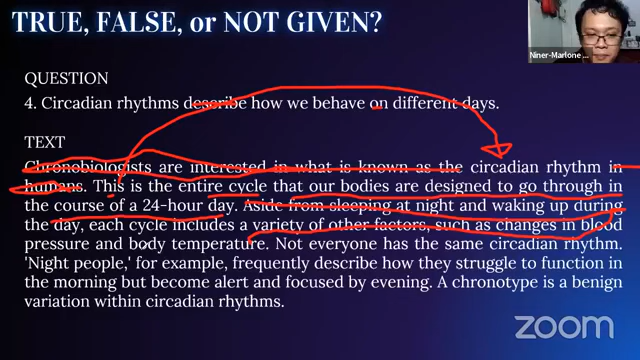 TRUE, FALSE, or NOT GIVEN?
Niner-Marlone
QUESTION
4. Circadian rhythms describe how we behave on different days.
TEXT
Chronobiologists are interested in what is known as the circadian rhythm in
humans. This is the entire cycle that our bodies are designed to go through in
the course of a 24-hour day. Aside from sleeping at night and waking up during
the day, each cycle includes a variety of other factors, such as changes in blood
pressure and body temperature. Not everyone has the same circadian rhythm.
'Night people,' for example, frequently describe how they struggle to function in
the morning but become alert and focused by evening. A chronotype is a benign
variation within circadian rhythms.
zoom